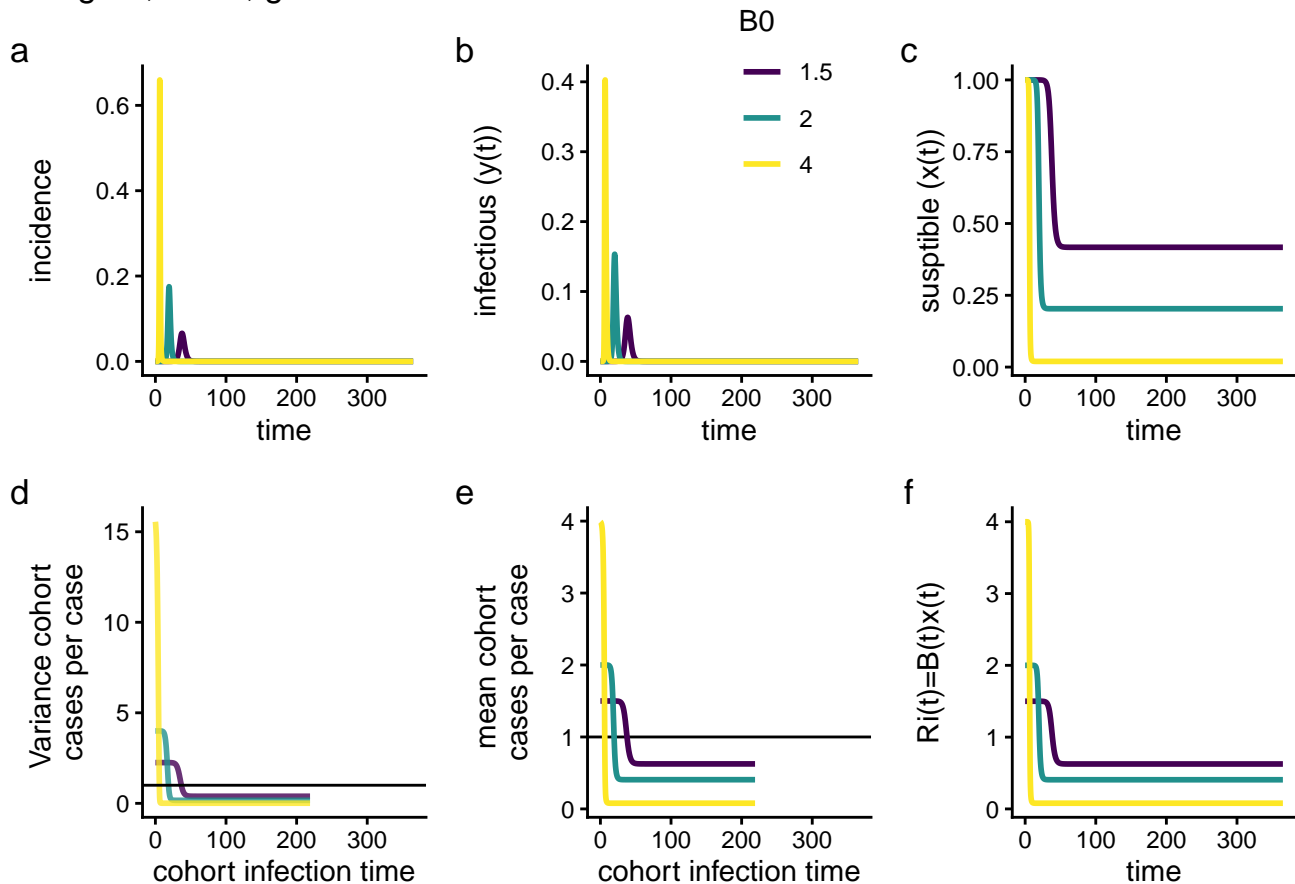 B0
1.5
2
4
a
incidence
0.6
0.4
0.2
0.0
0 100 200 300
time
b
infectious (y(t))
0.4
0.3
0.2
0.1
0.0
0 100 200 300
time
c
susptible (x(t))
1.00
0.75
0.50
0.25
0.00
0 100 200 300
time
d
Variance cohort
cases per case
15
10
5
0
0 100 200 300
cohort infection time
e
mean cohort
cases per case
4
3
2
1
0
0 100 200 300
cohort infection time
f
Ri(t)=B(t)x(t)
4
3
2
1
0
0 100 200 300
time